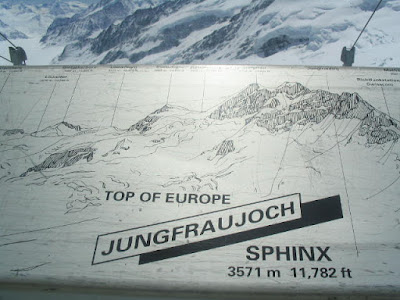 TOP OF EUROPE
JUNGFRAUJOCH
SPHINX
3571 m 11,782 ft